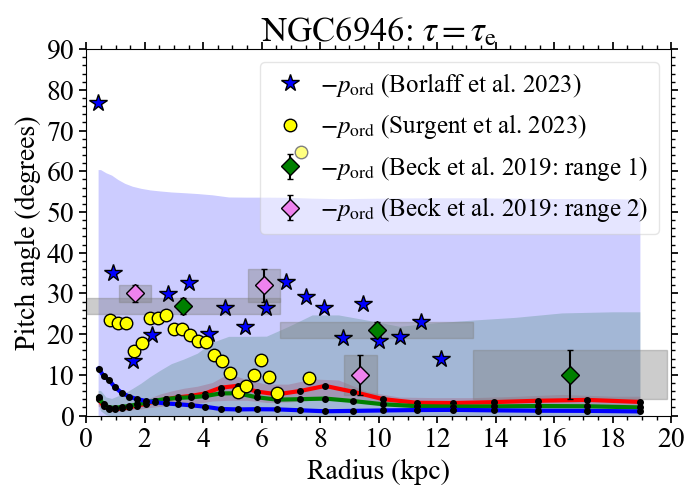 NGC6946: τ = τe
Pitch angle (degrees)
90
80
70
60
50
40
30
20
10
0
−pord (Borlaff et al. 2023)
−pord (Surgent et al. 2023)
−pord (Beck et al. 2019: range 1)
−pord (Beck et al. 2019: range 2)
0 2 4 6 8 10 12 14 16 18 20
Radius (kpc)